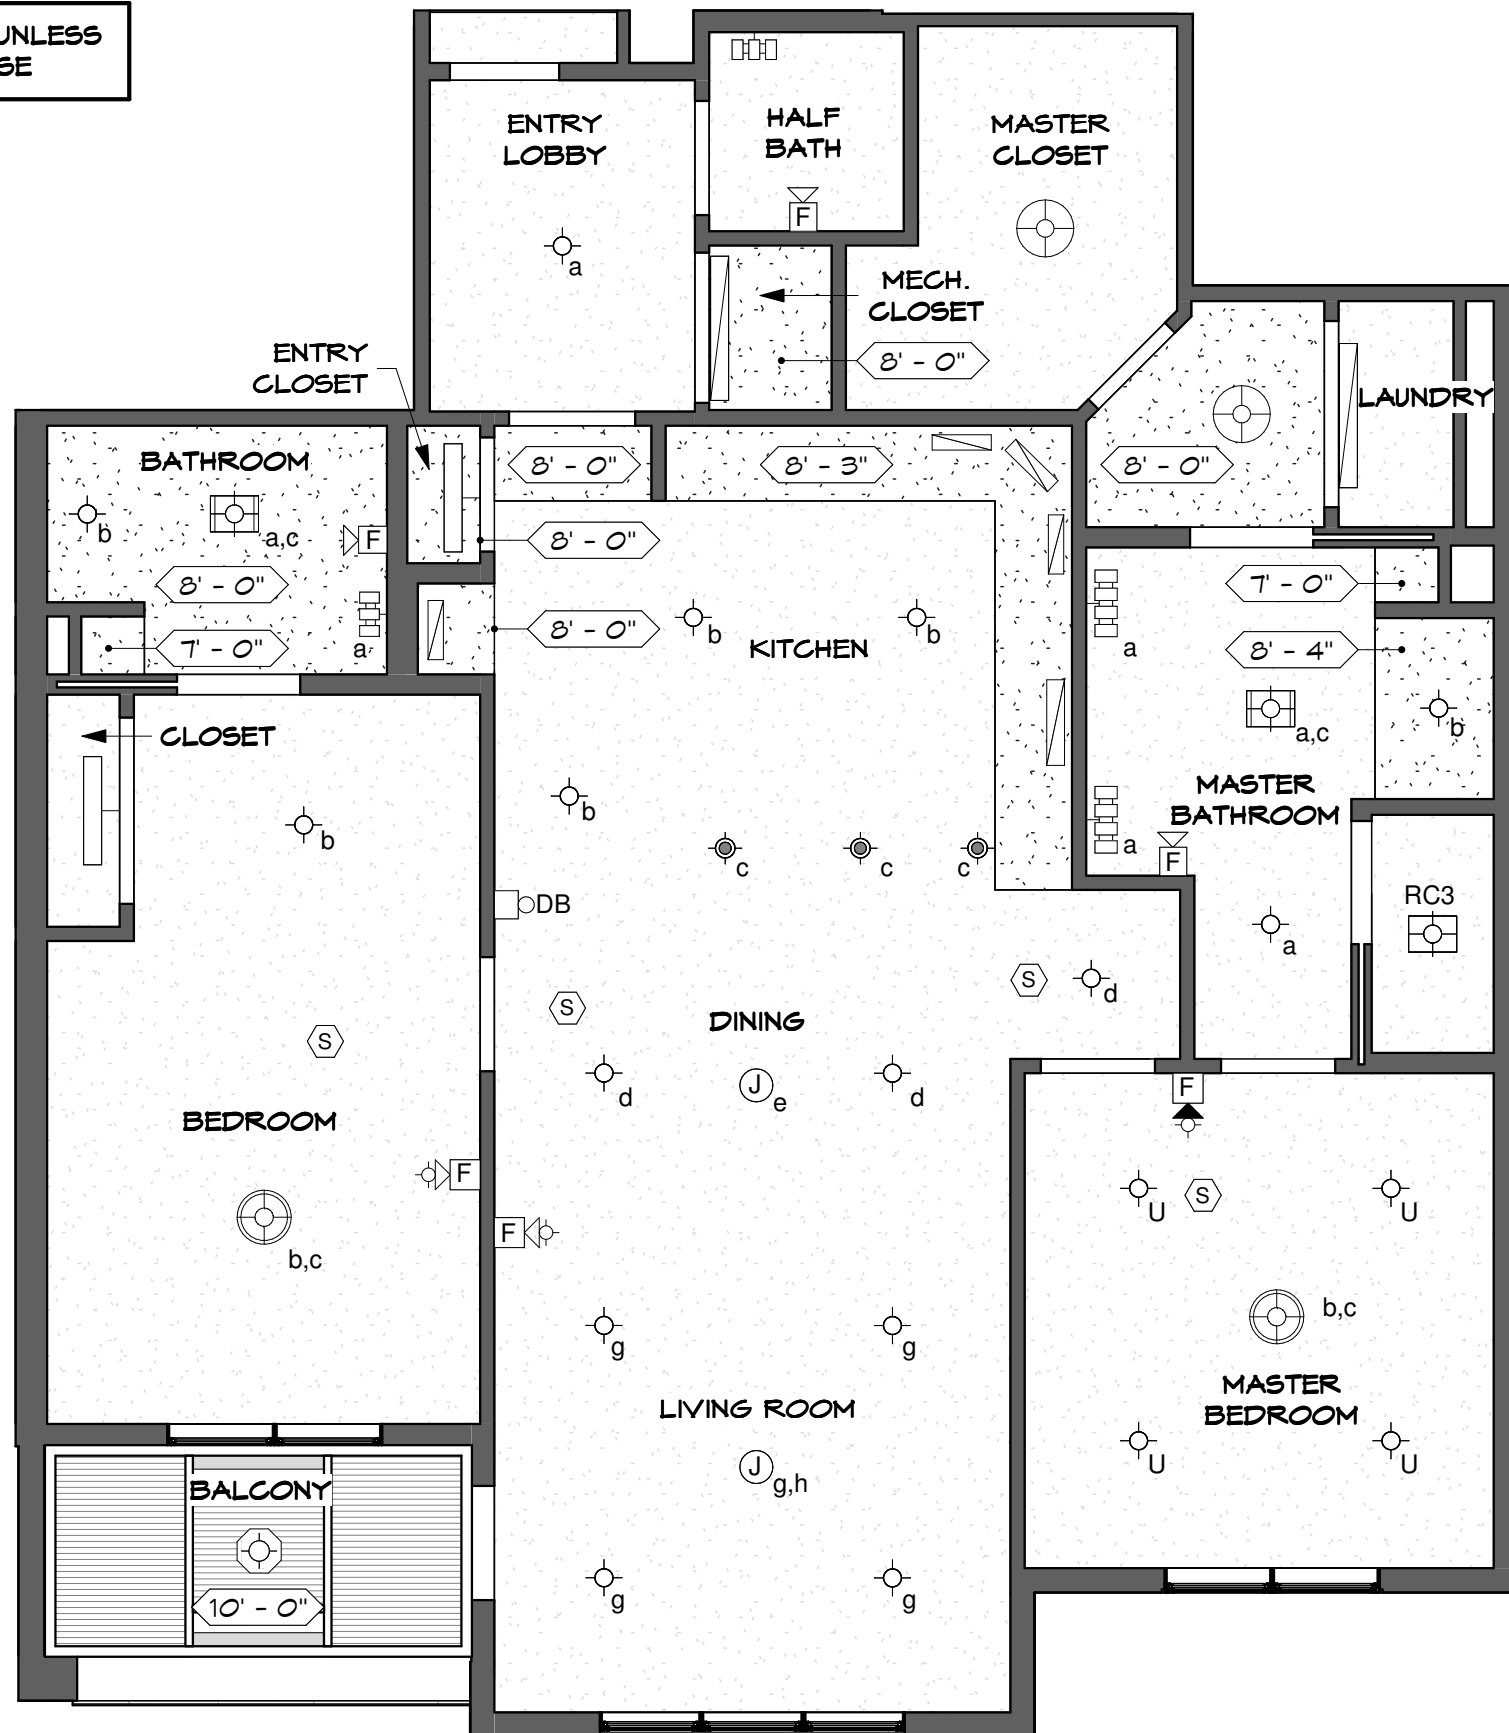 UNLESS
SE
ENTRY
LOBBY
a
HALF
BATH
F
MASTER
CLOSET
MECH.
CLOSET
8' - 0"
ENTRY
CLOSET
LAUNDRY
8' - 0"
8' - 0"
8' - 3"
8' - 0"
8' - 0"
BATHROOM
b
a,c
F
8' - 0"
7' - 0"
a
CLOSET
b
S
BEDROOM
F
b,c
b
b
KITCHEN
b
c
c
c
DB
S
S
d
DINING
d
J
e
d
F
g
g
LIVING ROOM
J
g,h
g
g
7' - 0"
8' - 4"
a
a,c
b
MASTER
BATHROOM
a
F
a
RC3
F
U
S
U
b,c
MASTER
BEDROOM
U
U
BALCONY
10' - 0"